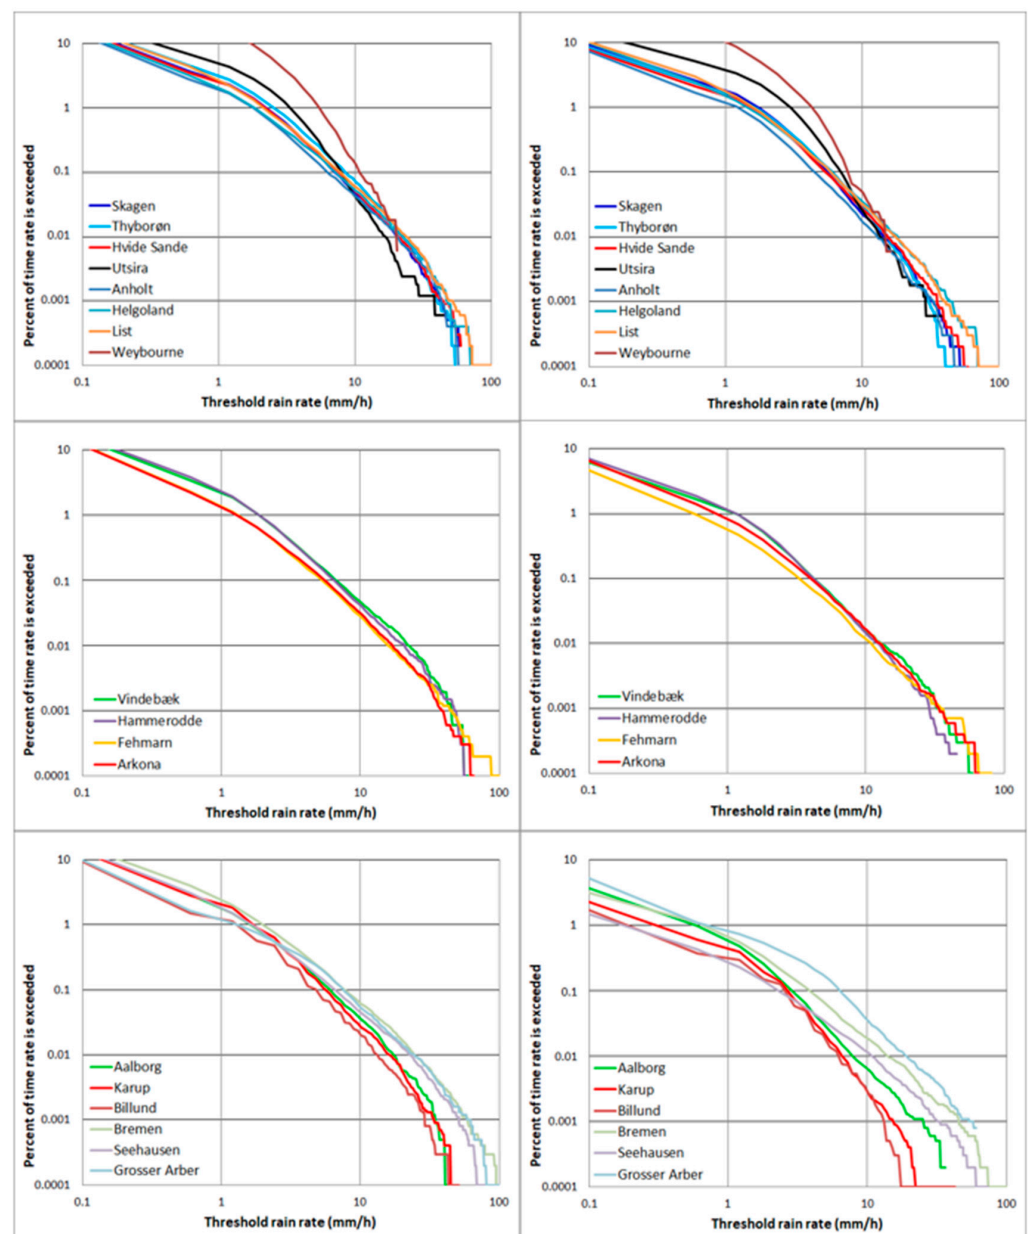 10
1
0.1
0.01
0.001
0.0001
Percent of time rate is exceeded
Skagen
Thyborøn
Hvide Sande
Utsira
Anholt
Helgoland
List
Weybourne
0.1 1 10 100
Threshold rain rate (mm/h)
10
1
0.1
0.01
0.001
0.0001
Percent of time rate is exceeded
Skagen
Thyborøn
Hvide Sande
Utsira
Anholt
Helgoland
List
Weybourne
0.1 1 10 100
Threshold rain rate (mm/h)
10
1
0.1
0.01
0.001
0.0001
Percent of time rate is exceeded
Vindebæk
Hammerodde
Fehmarn
Arkona
0.1 1 10 100
Threshold rain rate (mm/h)
10
1
0.1
0.01
0.001
0.0001
Percent of time rate is exceeded
Vindebæk
Hammerodde
Fehmarn
Arkona
0.1 1 10 100
Threshold rain rate (mm/h)
10
1
0.1
0.01
0.001
0.0001
Percent of time rate is exceeded
Aalborg
Karup
Billund
Bremen
Seehausen
Grosser Arber
0.1 1 10 100
Threshold rain rate (mm/h)
10
1
0.1
0.01
0.001
0.0001
Percent of time rate is exceeded
Aalborg
Karup
Billund
Bremen
Seehausen
Grosser Arber
0.1 1 10 100
Threshold rain rate (mm/h)